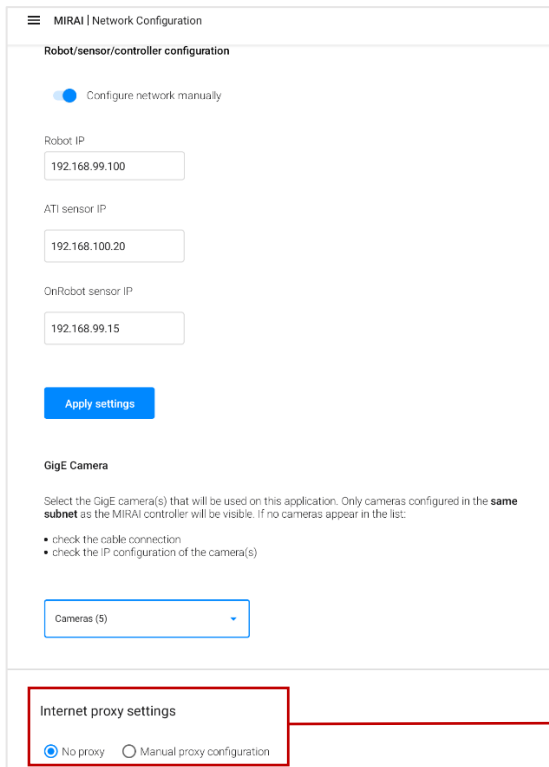 MIRAI | Network Configuration
Robot/sensor/controller configuration
Configure network manually
Robot IP
192.168.99.100
ATI sensor IP
192.168.100.20
OnRobot sensor IP
192.168.99.15
Apply settings
GigE Camera
Select the GigE camera(s) that will be used on this application. Only cameras configured in the same
subnet as the MIRAI controller will be visible. If no cameras appear in the list:
• check the cable connection
• check the IP configuration of the camera(s)
Cameras (5)
Internet proxy settings
No proxy Manual proxy configuration